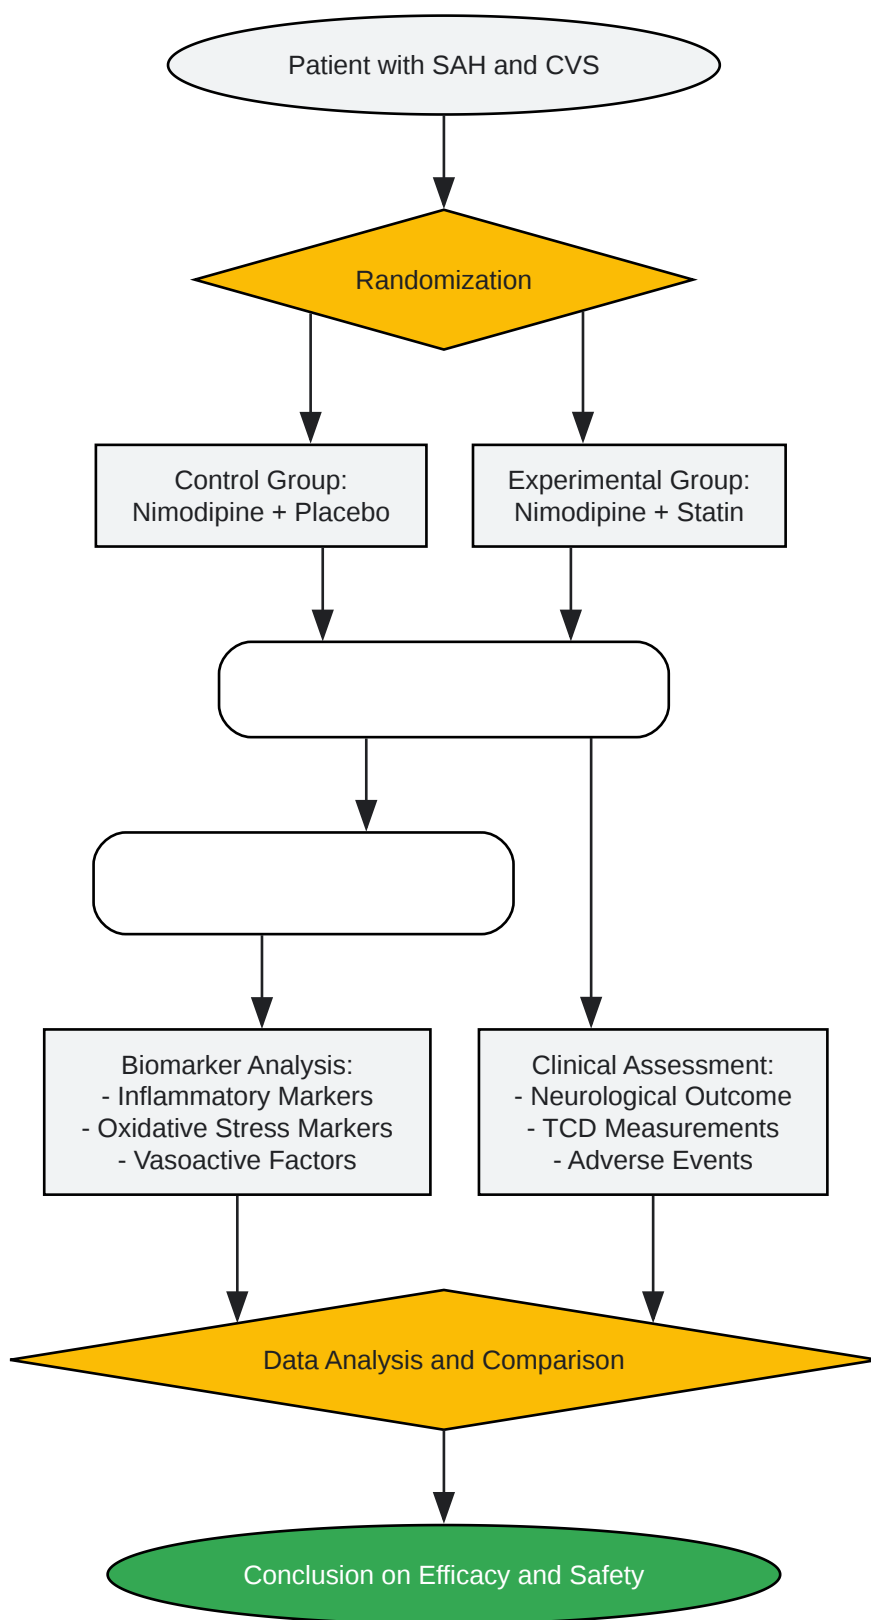 Patient with SAH and CVS
Randomization
Control Group:
Nimodipine + Placebo
Experimental Group:
Nimodipine + Statin
Biomarker Analysis:
- Inflammatory Markers
- Oxidative Stress Markers
- Vasoactive Factors
Clinical Assessment:
- Neurological Outcome
- TCD Measurements
- Adverse Events
Data Analysis and Comparison
Conclusion on Efficacy and Safety